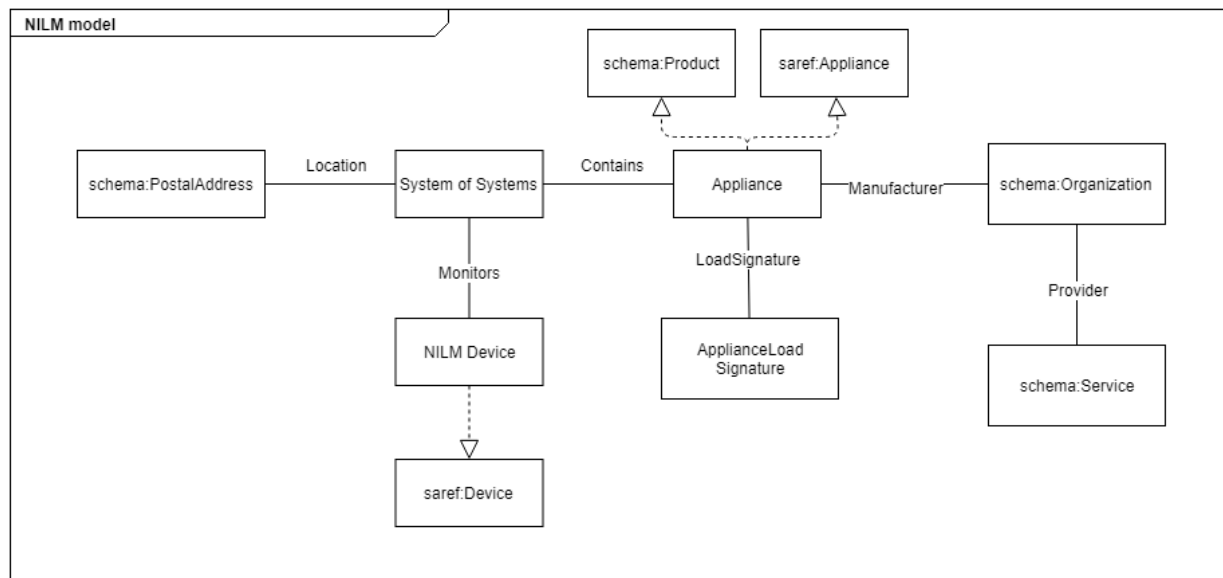 NILM model
schema:Product
saref:Appliance
schema:PostalAddress
Location
System of Systems
Contains
Appliance
Manufacturer
schema:Organization
Monitors
LoadSignature
Provider
NILM Device
ApplianceLoad
Signature
schema:Service
saref:Device